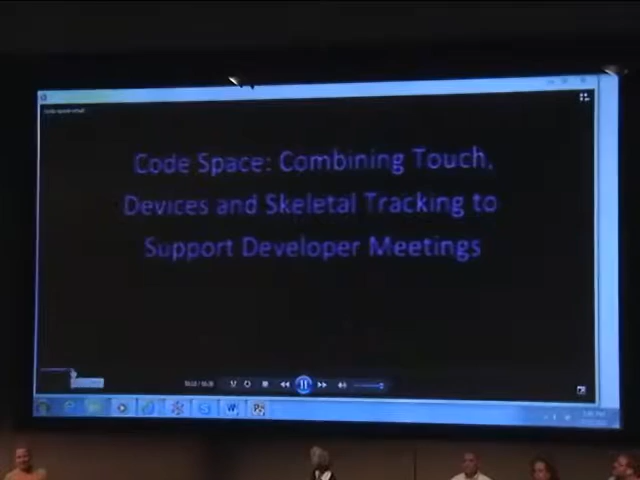 Code Space: Combining Touch,
Devices and Skeletal Tracking to
Support Developer Meetings